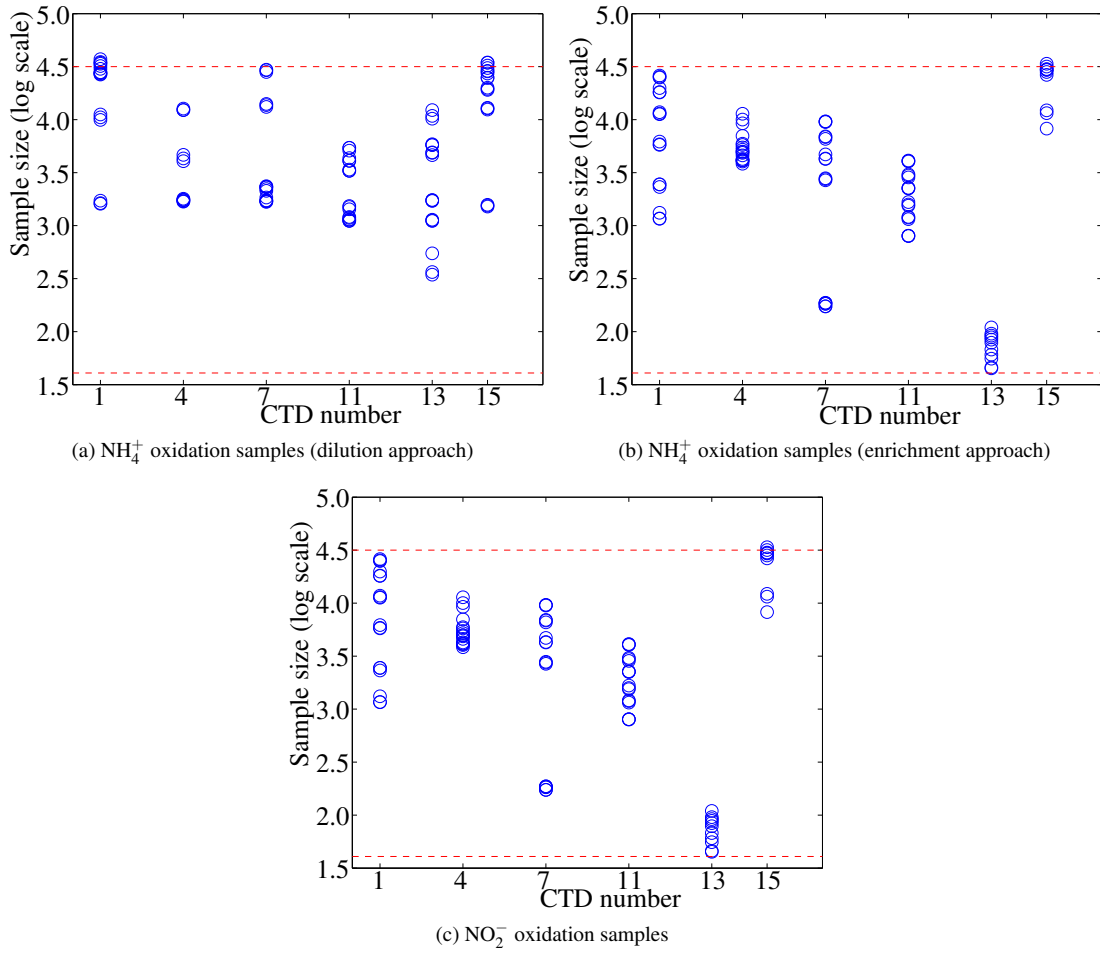 5.0
4.5
4.0
3.5
3.0
2.5
2.0
1.5
Sample size (log scale)
1 4 7 11 13 15
CTD number
(a) NH₄⁺ oxidation samples (dilution approach)
5.0
4.5
4.0
3.5
3.0
2.5
2.0
1.5
Sample size (log scale)
1 4 7 11 13 15
CTD number
(b) NH₄⁺ oxidation samples (enrichment approach)
5.0
4.5
4.0
3.5
3.0
2.5
2.0
1.5
Sample size (log scale)
1 4 7 11 13 15
CTD number
(c) NO₂⁻ oxidation samples